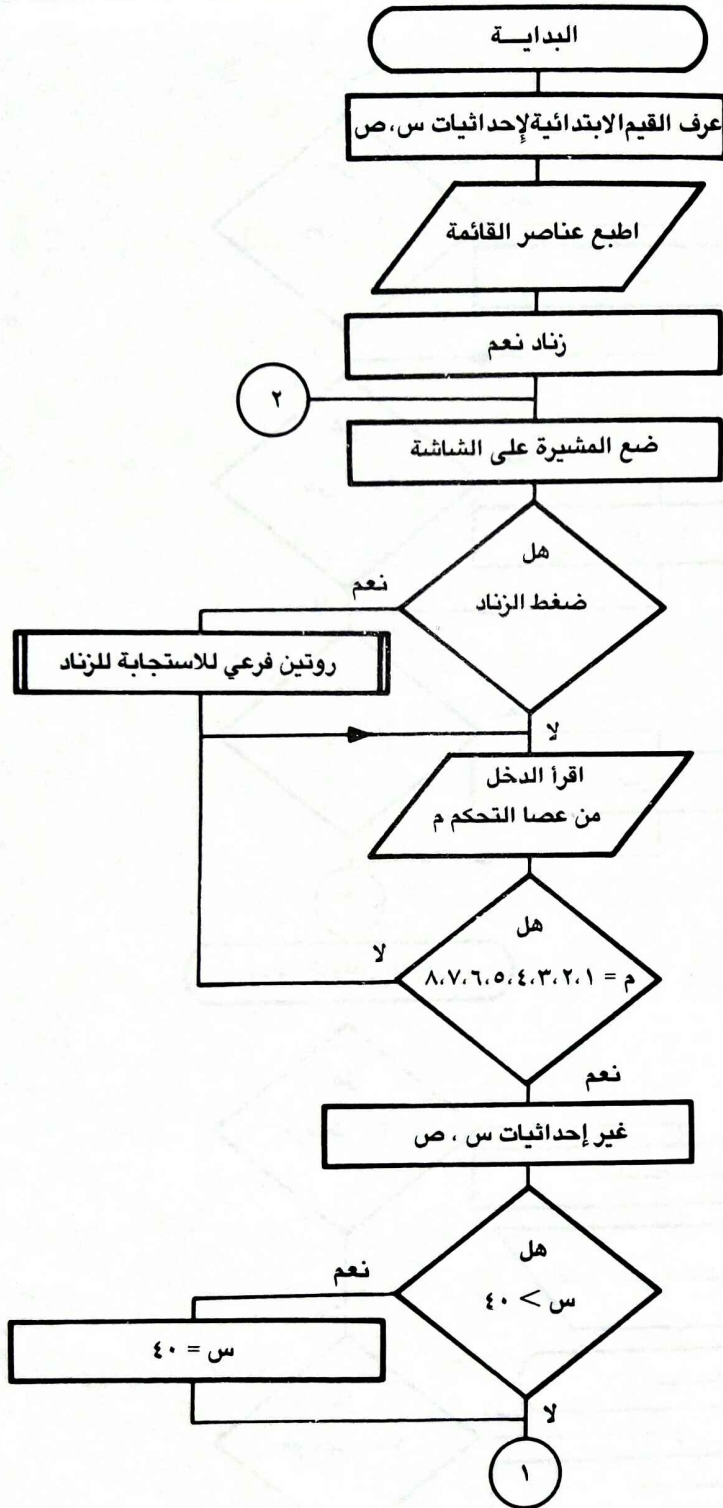 البدايـــة
عرف القيم الابتدائية لإحداثيات س، ص
اطبع عناصر القائمة
زناد نعم
٢
ضع المشيرة على الشاشة
هل
ضغط الزناد
نعم
روتين فرعي للاستجابة للزناد
لا
اقرأ الدخل
من عصا التحكم م
هل
م = ١، ٢، ٣، ٤، ٥، ٦، ٧، ٨
لا
نعم
غير إحداثيات س ، ص
هل
س > ٤٠
نعم
س = ٤٠
لا
١